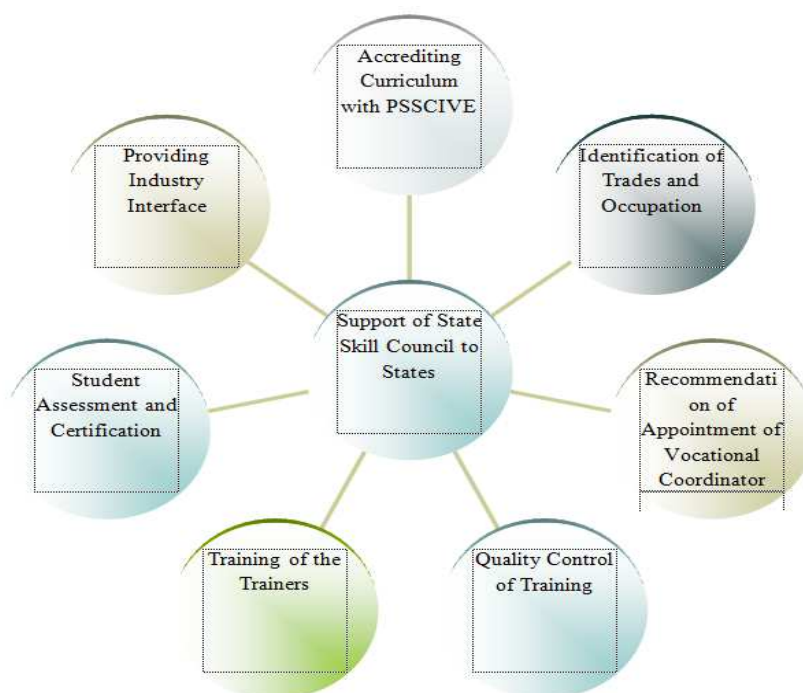 Accrediting
Curriculum
with PSSCIVE
Identification of
Trades and
Occupation
Providing
Industry
Interface
Support of State
Skill Council to
States
Student
Assessment and
Certification
Recommendati
on of
Appointment of
Vocational
Coordinator
Training of the
Trainers
Quality Control
of Training